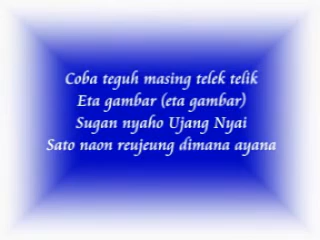 Coba teguh masing telek telik
Eta gambar (eta gambar)
Sugan nyaho Ujang Nyai
Sato naon reujeung dimana ayana